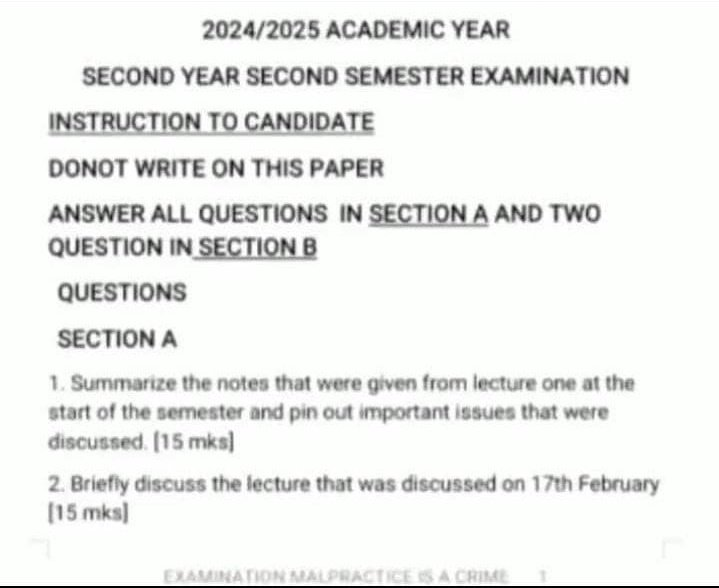 2024/2025 ACADEMIC YEAR
SECOND YEAR SECOND SEMESTER EXAMINATION
INSTRUCTION TO CANDIDATE
DONOT WRITE ON THIS PAPER
ANSWER ALL QUESTIONS IN SECTION A AND TWO
QUESTION IN SECTION B
QUESTIONS
SECTION A
1. Summarize the notes that were given from lecture one at the
start of the semester and pin out important issues that were
discussed. [15 mks]
2. Briefly discuss the lecture that was discussed on 17th February
[15 mks]
EXAMINATION MALPRACTICE IS A CRIME 1